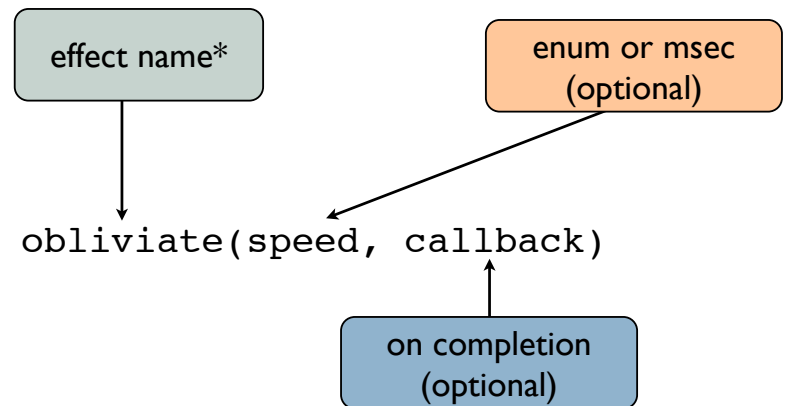 effect name*
enum or msec
(optional)
obliviate(speed, callback)
on completion
(optional)